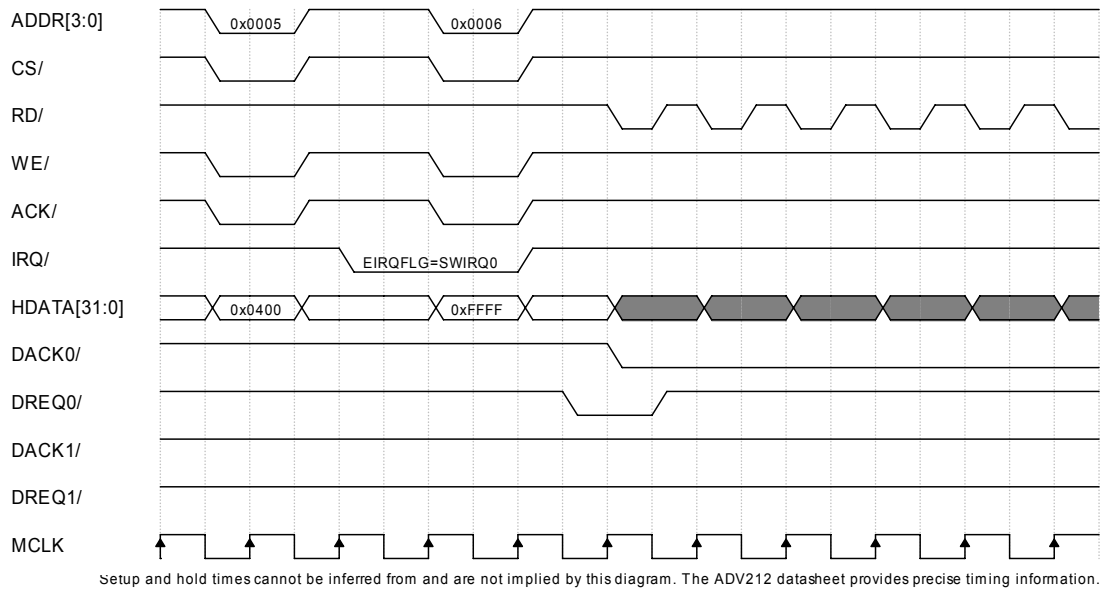 ADDR[3:0] 0x0005 0x0006
CS/
RD/
WE/
ACK/
IRQ/ EIRQFLG=SWIRQ0
HDATA[31:0] 0x0400 0xFFFF
DACK0/
DREQ0/
DACK1/
DREQ1/
MCLK
Setup and hold times cannot be inferred from and are not implied by this diagram. The ADV212 datasheet provides precise timing information.